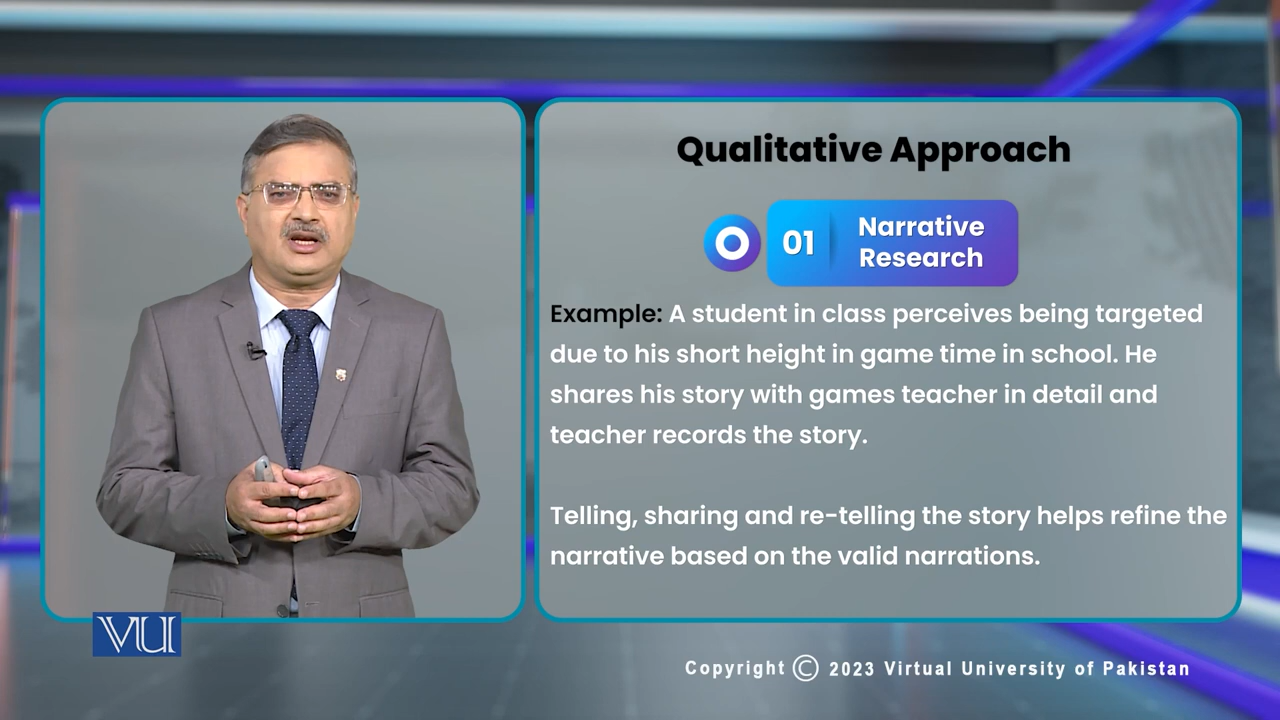 Qualitative Approach
01
Narrative
Research
Example: A student in class perceives being targeted
due to his short height in game time in school. He
shares his story with games teacher in detail and
teacher records the story.
Telling, sharing and re-telling the story helps refine the
narrative based on the valid narrations.
VU
Copyright © 2023 Virtual University of Pakistan